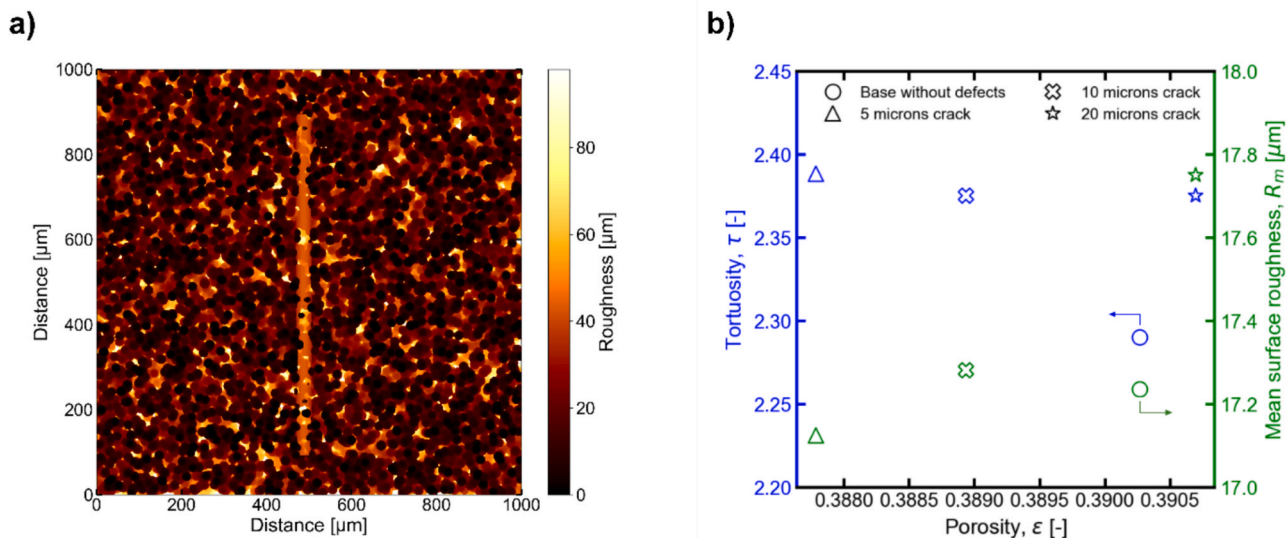 a)
1000
800
600
400
200
0
0 200 400 600 800 1000
Distance [µm]
Distance [µm]
80
60
40
20
0
Roughness [µm]
b)
2.45
2.40
2.35
2.30
2.25
2.20
Tortuosity, τ [-]
Base without defects
5 microns crack
10 microns crack
20 microns crack
18.0
17.8
17.6
17.4
17.2
17.0
Mean surface roughness, Rm [µm]
0.3880 0.3885 0.3890 0.3895 0.3900 0.3905
Porosity, ε [-]